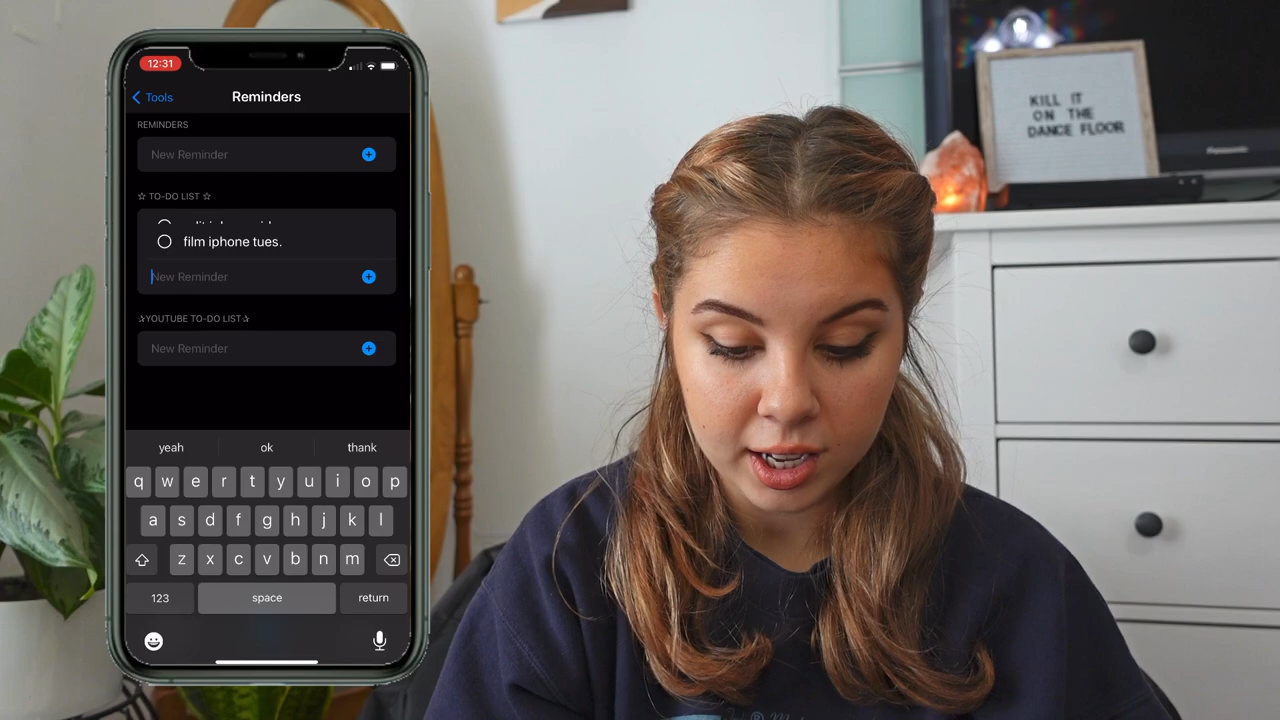 12:31
Tools
Reminders
REMINDERS
New Reminder
☆ TO-DO LIST ☆
film iphone tues.
New Reminder
✰YOUTUBE TO-DO LIST✰
New Reminder
yeah ok thank
q w e r t y u i o p
a s d f g h j k l
z x c v b n m
123 space return
KILL IT
ON THE
DANCE FLOOR
Panasonic